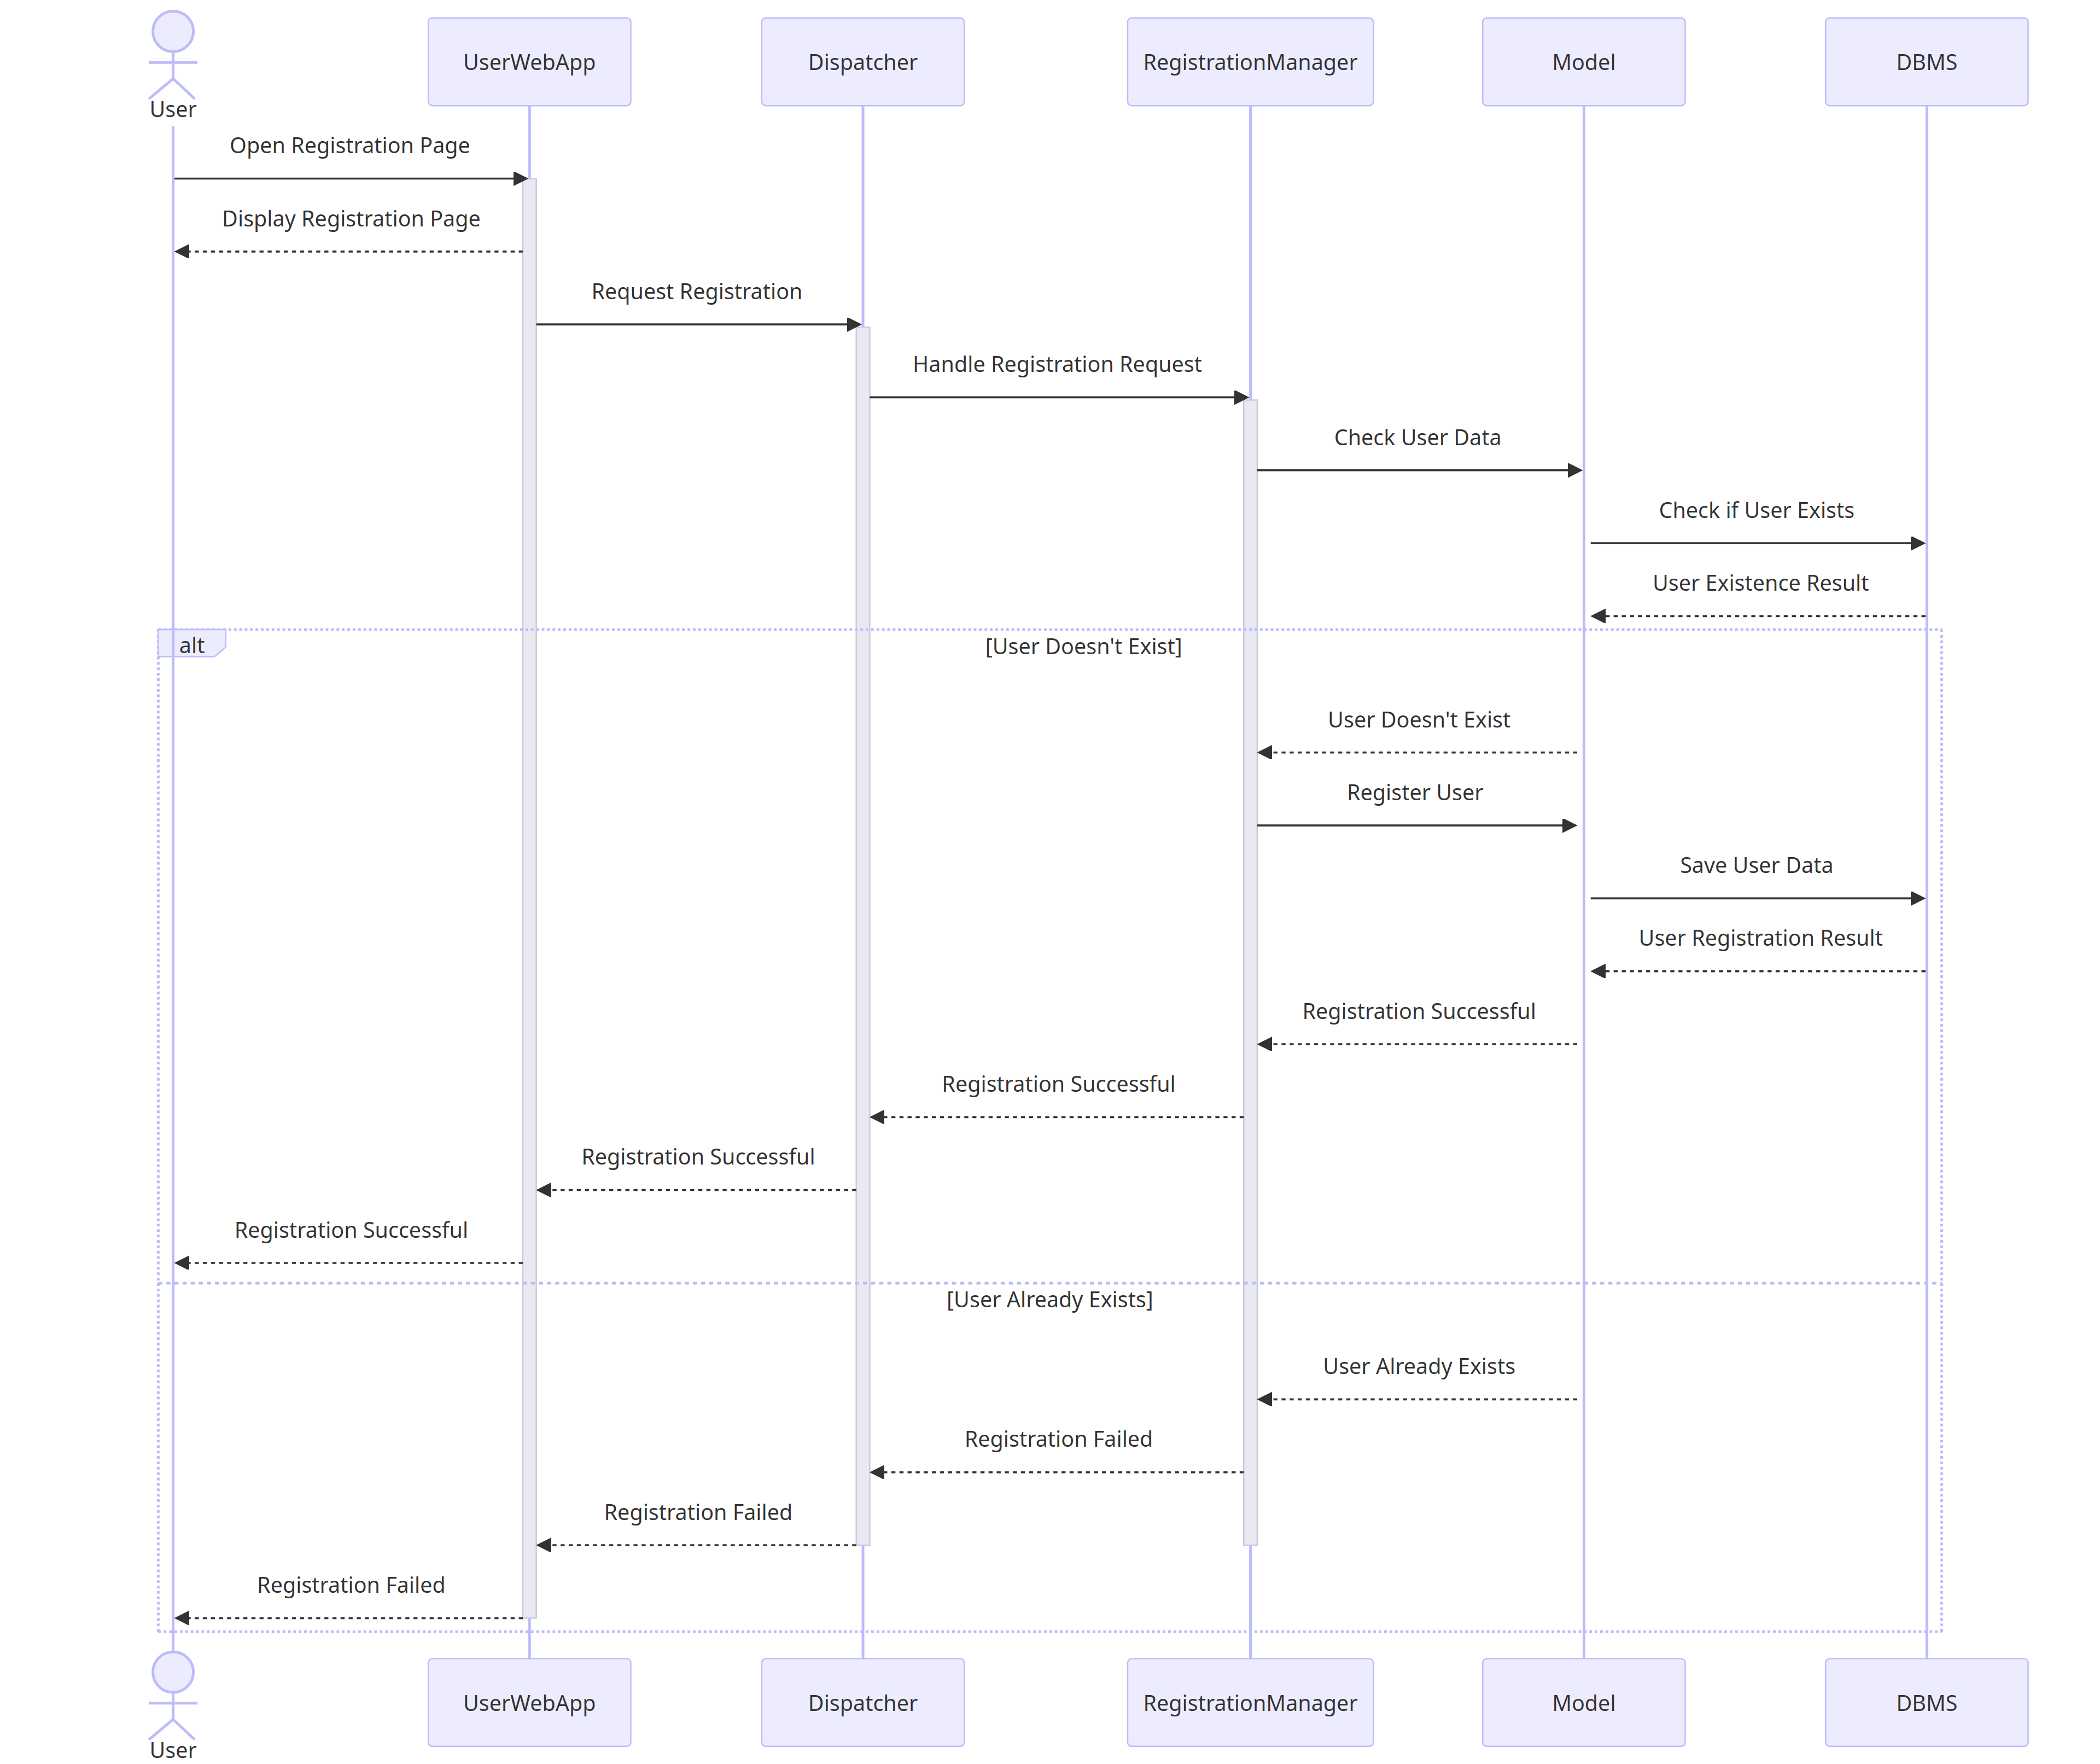 User
UserWebApp
Dispatcher
RegistrationManager
Model
DBMS
Open Registration Page
Display Registration Page
Request Registration
Handle Registration Request
Check User Data
Check if User Exists
User Existence Result
alt
[User Doesn't Exist]
User Doesn't Exist
Register User
Save User Data
User Registration Result
Registration Successful
Registration Successful
Registration Successful
Registration Successful
[User Already Exists]
User Already Exists
Registration Failed
Registration Failed
Registration Failed
User
UserWebApp
Dispatcher
RegistrationManager
Model
DBMS